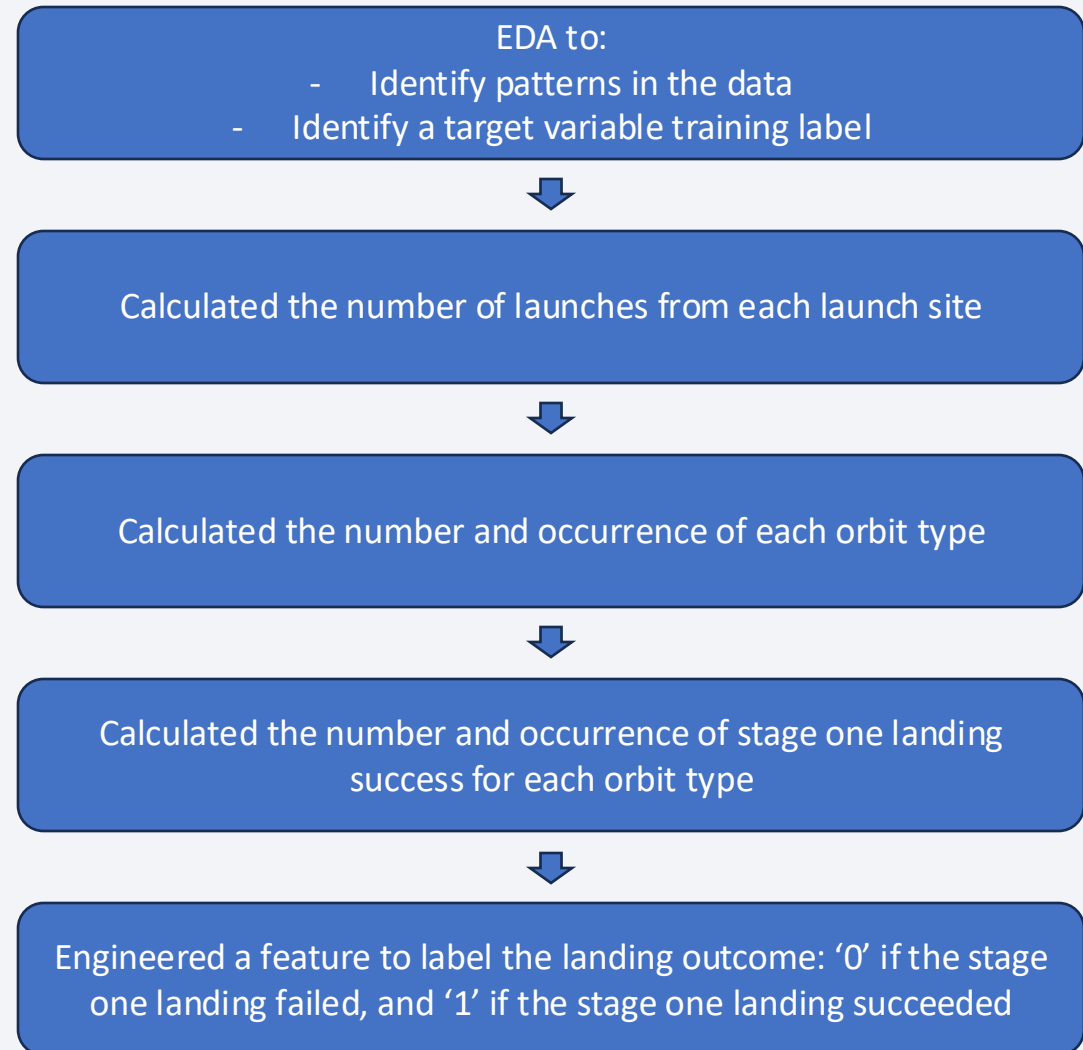 EDA to:
- Identify patterns in the data
- Identify a target variable training label
Calculated the number of launches from each launch site
Calculated the number and occurrence of each orbit type
Calculated the number and occurrence of stage one landing
success for each orbit type
Engineered a feature to label the landing outcome: ‘0’ if the stage
one landing failed, and ‘1’ if the stage one landing succeeded